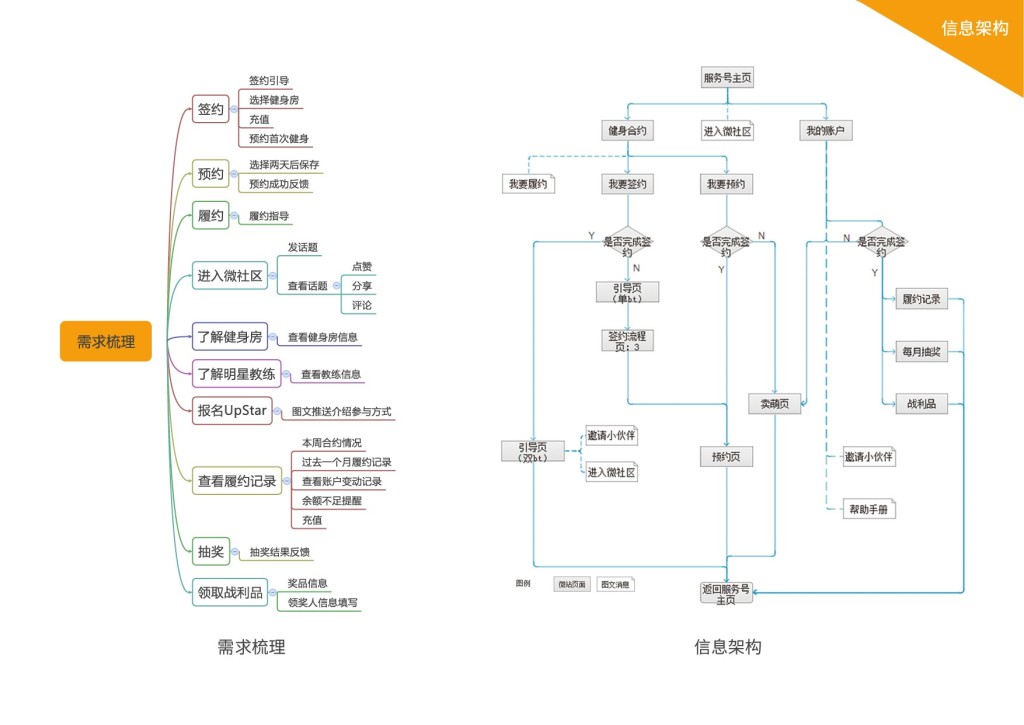 信息架构
需求梳理
签约
签约引导
选择健身房
充值
预约首次健身
预约
选择两天后保存
预约成功反馈
履约
履约指导
进入微社区
发话题
查看话题
点赞
分享
评论
了解健身房
查看健身房信息
了解明星教练
查看教练信息
报名UpStar
图文推送介绍参与方式
查看履约记录
本周合约情况
过去一个月履约记录
查看账户变动记录
余额不足提醒
充值
抽奖
抽奖结果反馈
领取战利品
奖品信息
领奖人信息填写
需求梳理
服务号主页
健身合约
进入微社区
我的账户
我要履约
我要签约
我要预约
是否完成签
约
Y
N
是否完成签
约
N
Y
是否完成签
约
N
Y
引导页
（单bt）
签约流程
页：3
履约记录
每月抽奖
战利品
卖萌页
引导页
（双bt）
邀请小伙伴
进入微社区
预约页
邀请小伙伴
帮助手册
图例
微站页面
图文消息
返回服务号
主页
信息架构